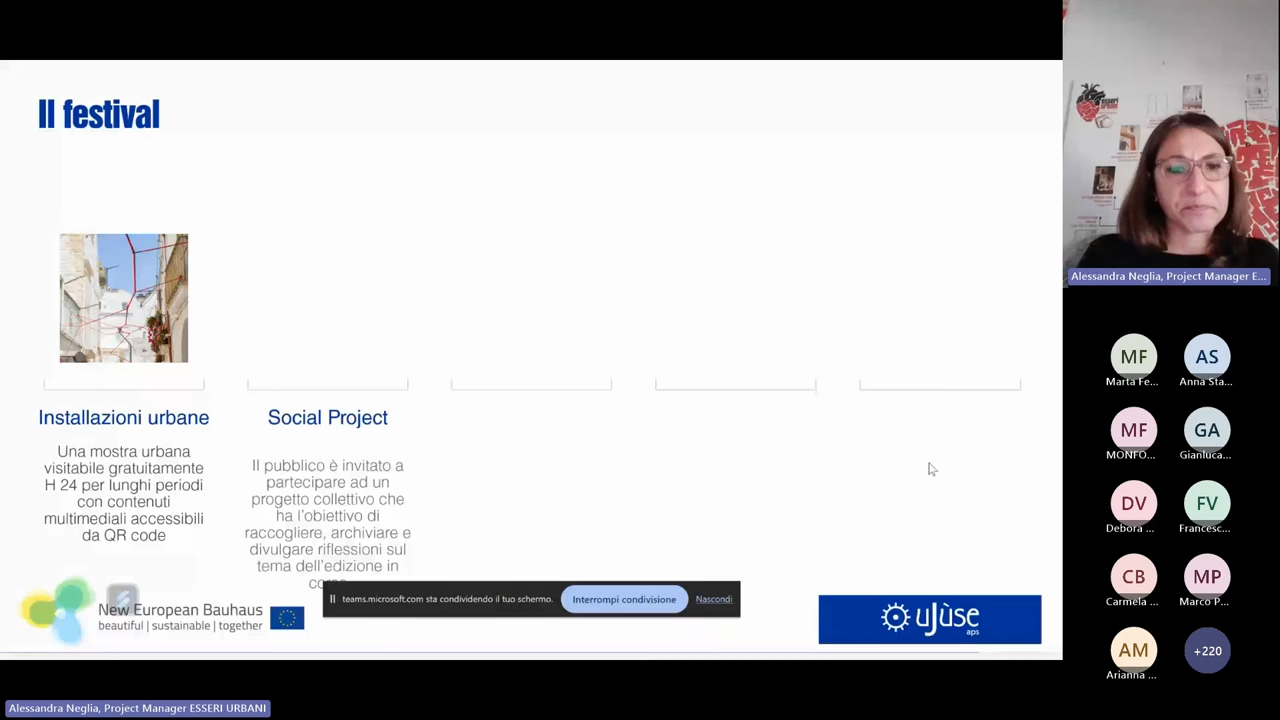 Il festival
Installazioni urbane
Una mostra urbana
visitabile gratuitamente
H 24 per lunghi periodi
con contenuti
multimediali accessibili
da QR code
Social Project
Il pubblico è invitato a
partecipare ad un
progetto collettivo che
ha l'obiettivo di
raccogliere, archiviare e
divulgare riflessioni sul
tema dell'edizione in
teams.microsoft.com sta condividendo il tuo schermo.
Interrompi condivisione
Nascondi
New European Bauhaus
beautiful | sustainable | together
uJùse
aps
Alessandra Neglia, Project Manager E...
MF
Marta Fe...
AS
Anna Sta...
MF
MONFO...
GA
Gianluca...
DV
Debora ...
FV
Francesc...
CB
Carmela ...
MP
Marco P...
AM
Arianna ...
+220
Alessandra Neglia, Project Manager ESSERI URBANI